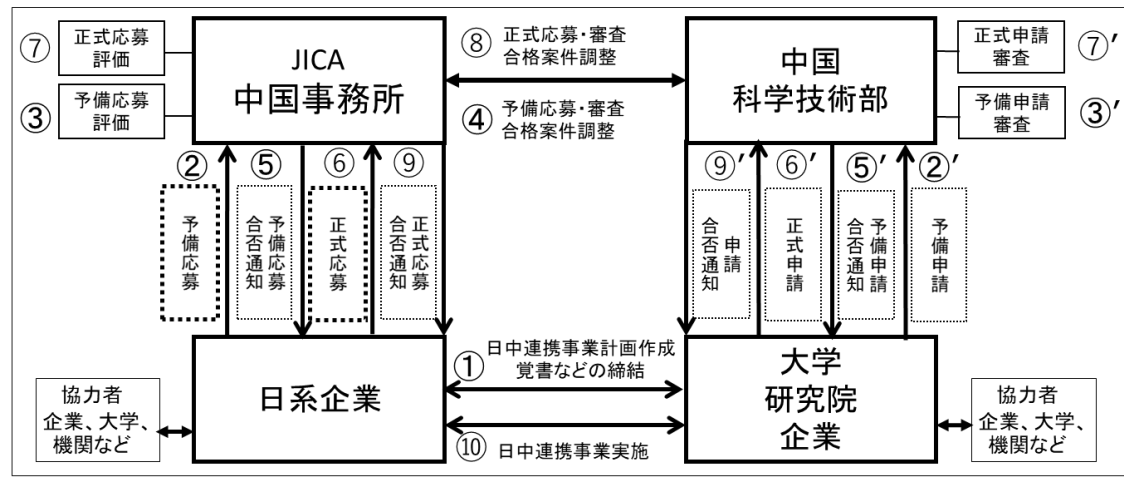 ⑦
正式応募
評価
③
予備応募
評価
JICA
中国事務所
⑧
正式応募・審査
合格案件調整
④
予備応募・審査
合格案件調整
中国
科学技術部
正式申請
審査
⑦′
予備申請
審査
③′
②
予備応募
⑤
予備応募
合否通知
⑥
正式応募
⑨
正式応募
合否通知
⑨′
申請
合否通知
⑥′
正式申請
⑤′
予備申請
合否通知
②′
予備申請
協力者
企業、大学、
機関など
日系企業
①
日中連携事業計画作成
覚書などの締結
⑩
日中連携事業実施
大学
研究院
企業
協力者
企業、大学、
機関など